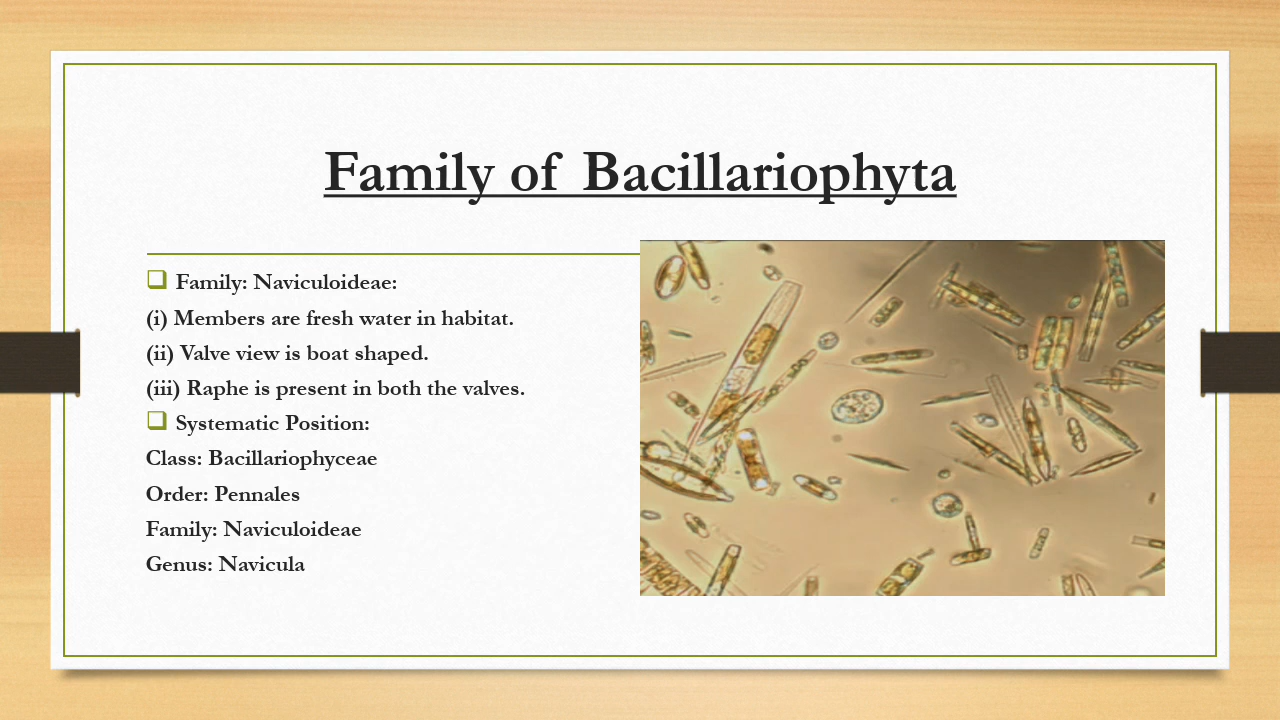 Family of Bacillariophyta
❑ Family: Naviculoideae:
(i) Members are fresh water in habitat.
(ii) Valve view is boat shaped.
(iii) Raphe is present in both the valves.
❑ Systematic Position:
Class: Bacillariophyceae
Order: Pennales
Family: Naviculoideae
Genus: Navicula